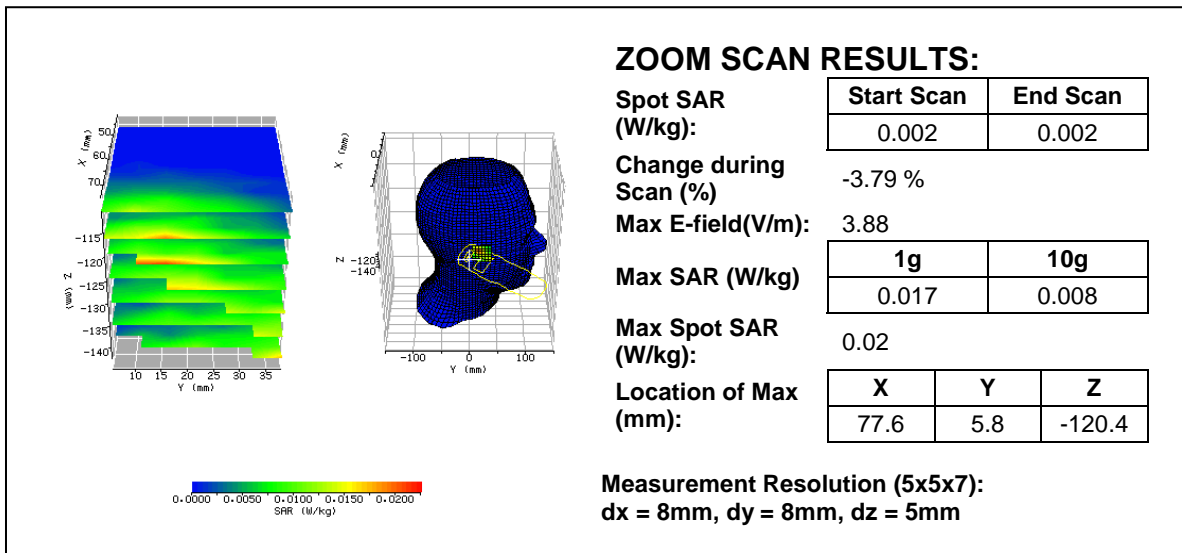 ZOOM SCAN RESULTS:
Spot SAR
(W/kg):
Start Scan End Scan
0.002 0.002
Change during
Scan (%)
-3.79 %
Max E-field(V/m): 3.88
Max SAR (W/kg)
1g 10g
0.017 0.008
Max Spot SAR
(W/kg):
0.02
Location of Max
(mm):
X Y Z
77.6 5.8 -120.4
Measurement Resolution (5x5x7):
dx = 8mm, dy = 8mm, dz = 5mm
X (mm)
50
60
70
Z (mm)
-115
-120
-125
-130
-135
-140
10 15 20 25 30 35
Y (mm)
X (mm)
0
Z
-120
-140
-100 0 100
Y (mm)
0.0000 0.0050 0.0100 0.0150 0.0200
SAR (W/kg)